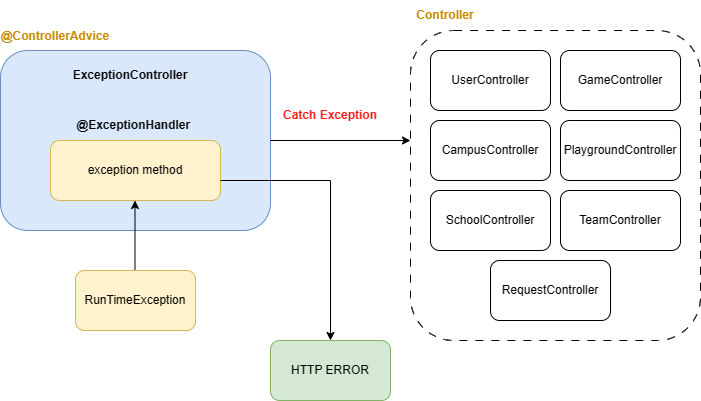 Controller
@ControllerAdvice
ExceptionController
@ExceptionHandler
exception method
Catch Exception
UserController
GameController
CampusController
PlaygroundController
SchoolController
TeamController
RequestController
RunTimeException
HTTP ERROR